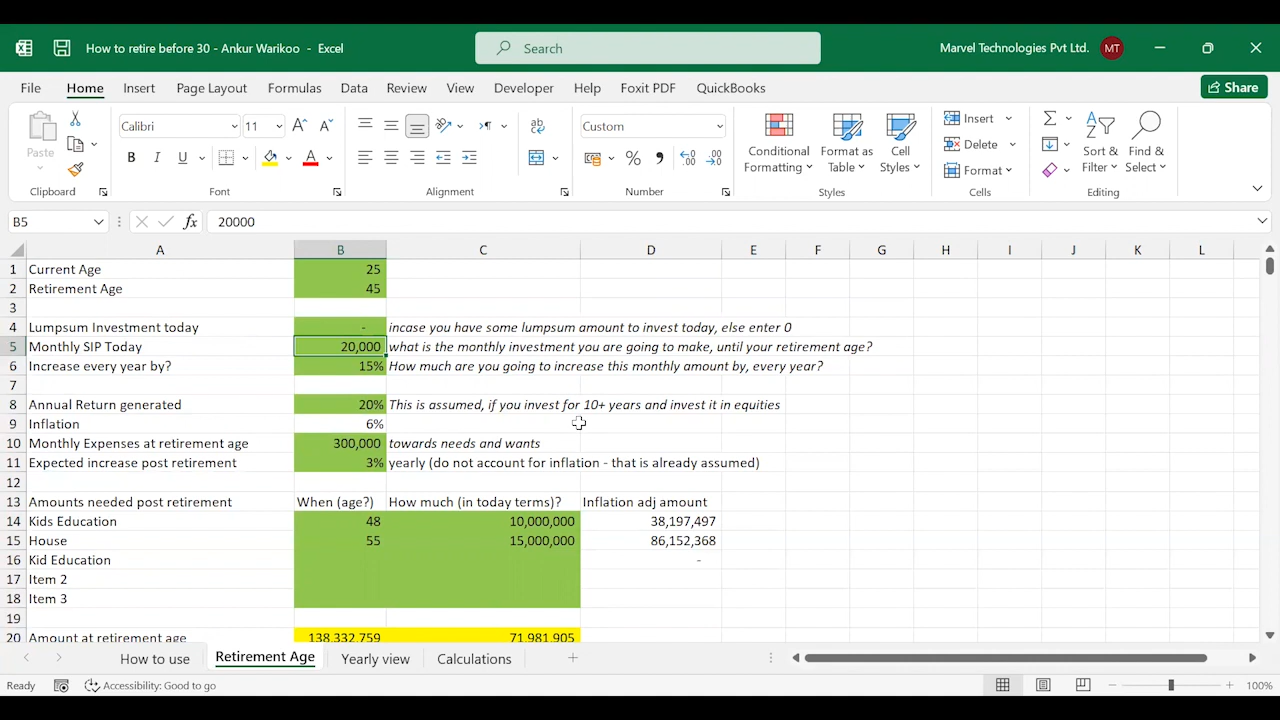 How to retire before 30 - Ankur Warikoo - Excel
Search
Marvel Technologies Pvt Ltd. MT
File Home Insert Page Layout Formulas Data Review View Developer Help Foxit PDF QuickBooks Share
Paste
Calibri 11
B I U A
Custom
Conditional Formatting
Format as Table
Cell Styles
Insert
Delete
Format
Sort & Filter
Find & Select
Clipboard Font Alignment Number Styles Cells Editing
B5 fx 20000
A B C D E F G H I J K L
1 Current Age 25
2 Retirement Age 45
3
4 Lumpsum Investment today - incase you have some lumpsum amount to invest today, else enter 0
5 Monthly SIP Today 20,000 what is the monthly investment you are going to make, until your retirement age?
6 Increase every year by? 15% How much are you going to increase this monthly amount by, every year?
7
8 Annual Return generated 20% This is assumed, if you invest for 10+ years and invest it in equities
9 Inflation 6%
10 Monthly Expenses at retirement age 300,000 towards needs and wants
11 Expected increase post retirement 3% yearly (do not account for inflation - that is already assumed)
12
13 Amounts needed post retirement When (age?) How much (in today terms)? Inflation adj amount
14 Kids Education 48 10,000,000 38,197,497
15 House 55 15,000,000 86,152,368
16 Kid Education -
17 Item 2
18 Item 3
19
20 Amount at retirement age 138,332,759 71,981,905
How to use Retirement Age Yearly view Calculations
Ready Accessibility: Good to go 100%